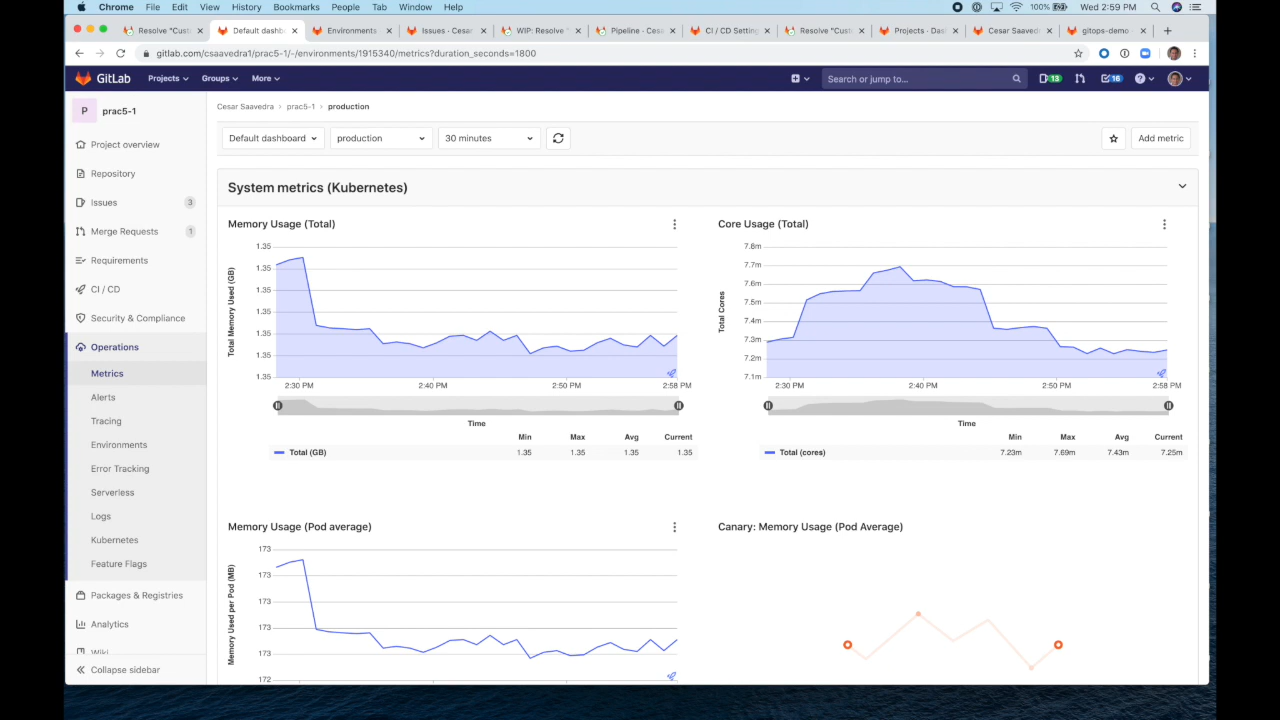 Chrome File Edit View History Bookmarks People Tab Window Help 100% Wed 2:59 PM
Resolve "Cust Default dashboard Environments Issues - Cesar WIP: Resolve " Pipeline - Cesa CI / CD Setting Resolve "Custo Projects - Dash Cesar Saavedra gitops-demo
gitlab.com/csaavedra1/prac5-1/-/environments/1915340/metrics?duration_seconds=1800
GitLab Projects Groups More Search or jump to... 13 16
P prac5-1
Project overview
Repository
Issues 3
Merge Requests 1
Requirements
CI / CD
Security & Compliance
Operations
Metrics
Alerts
Tracing
Environments
Error Tracking
Serverless
Logs
Kubernetes
Feature Flags
Packages & Registries
Analytics
Wiki
Collapse sidebar
Cesar Saavedra › prac5-1 › production
Default dashboard production 30 minutes Add metric
System metrics (Kubernetes)
Memory Usage (Total)
Total Memory Used (GB)
1.35
1.35
1.35
1.35
1.35
1.35
1.35
2:30 PM 2:40 PM 2:50 PM 2:58 PM
Time
Min Max Avg Current
Total (GB) 1.35 1.35 1.35 1.35
Core Usage (Total)
Total Cores
7.8m
7.7m
7.6m
7.5m
7.4m
7.3m
7.2m
7.1m
2:30 PM 2:40 PM 2:50 PM 2:58 PM
Time
Min Max Avg Current
Total (cores) 7.23m 7.69m 7.43m 7.25m
Memory Usage (Pod average)
Memory Used per Pod (MB)
173
173
173
173
173
172
Canary: Memory Usage (Pod Average)